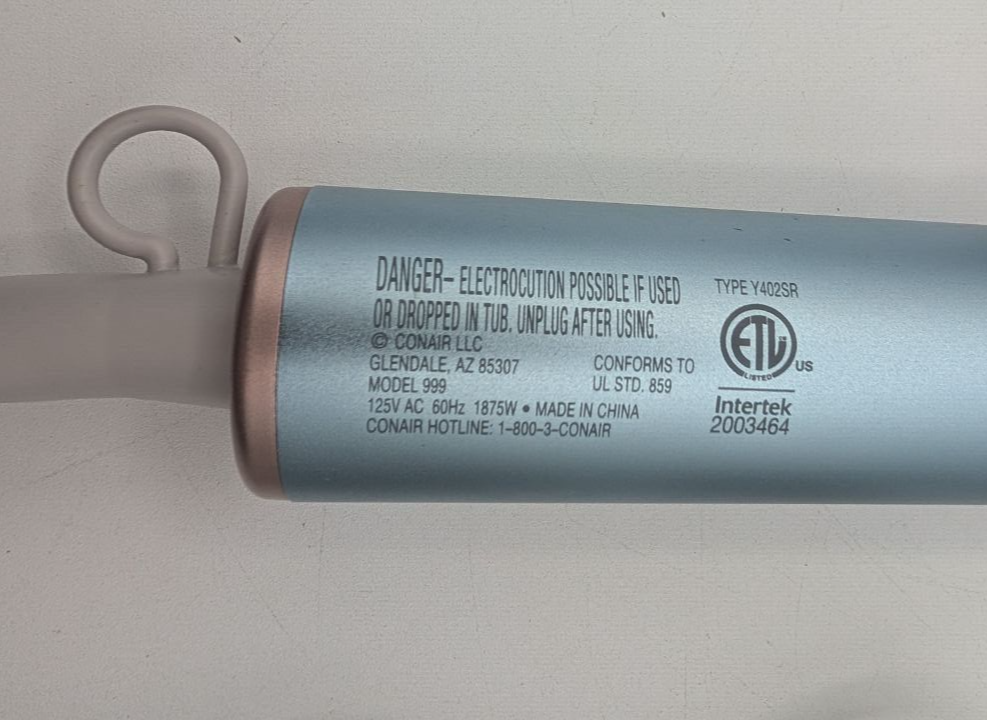 DANGER– ELECTROCUTION POSSIBLE IF USED
OR DROPPED IN TUB. UNPLUG AFTER USING.
© CONAIR LLC
GLENDALE, AZ 85307
MODEL 999
125V AC 60Hz 1875W • MADE IN CHINA
CONAIR HOTLINE: 1-800-3-CONAIR
CONFORMS TO
UL STD. 859
TYPE Y402SR
ETL
LISTED
US
Intertek
2003464